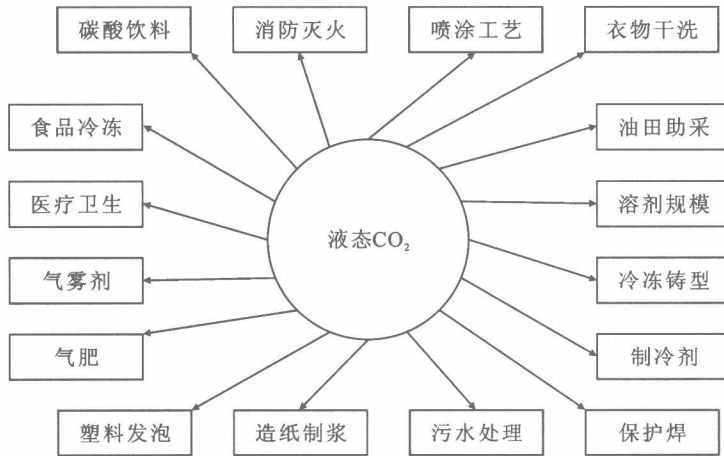 碳酸饮料
消防灭火
喷涂工艺
衣物干洗
食品冷冻
油田助采
医疗卫生
溶剂规模
液态CO₂
气雾剂
冷冻铸型
气肥
制冷剂
塑料发泡
造纸制浆
污水处理
保护焊